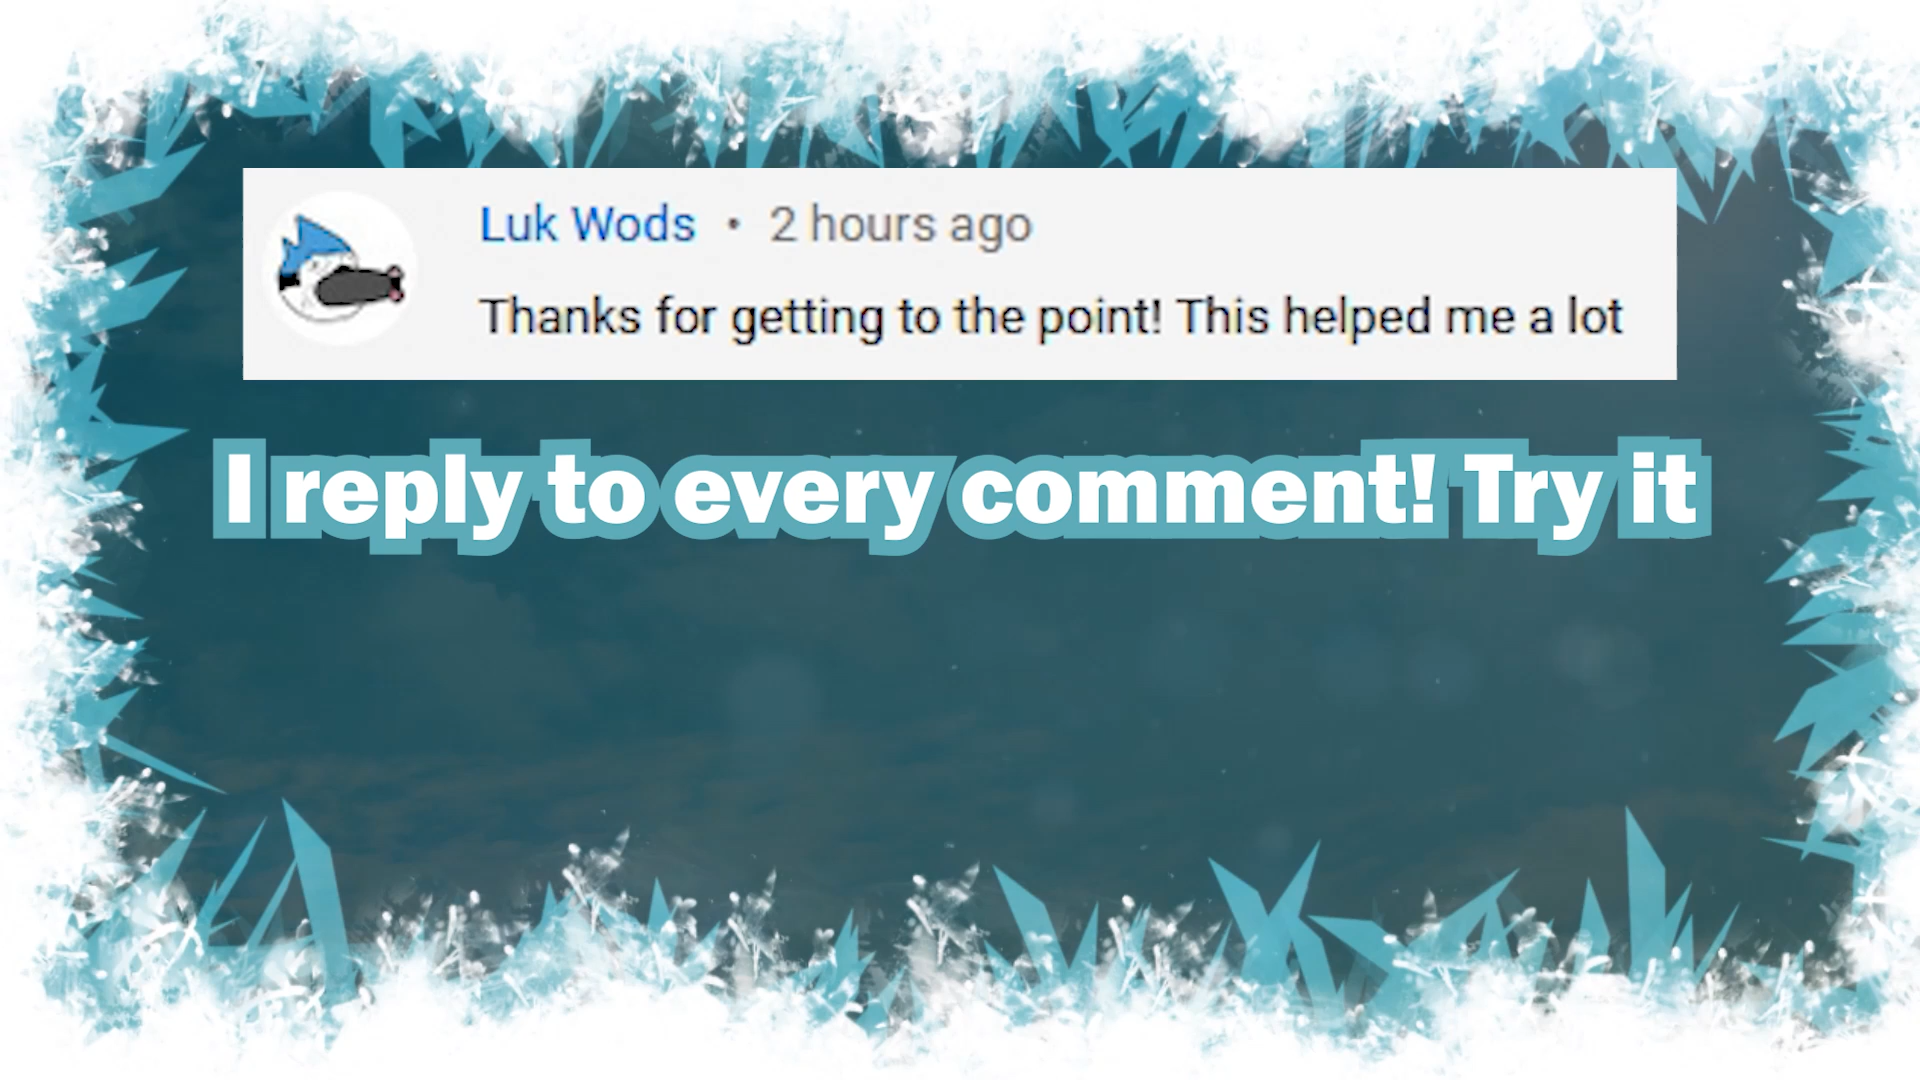 Luk Wods • 2 hours ago
Thanks for getting to the point! This helped me a lot
I reply to every comment! Try it